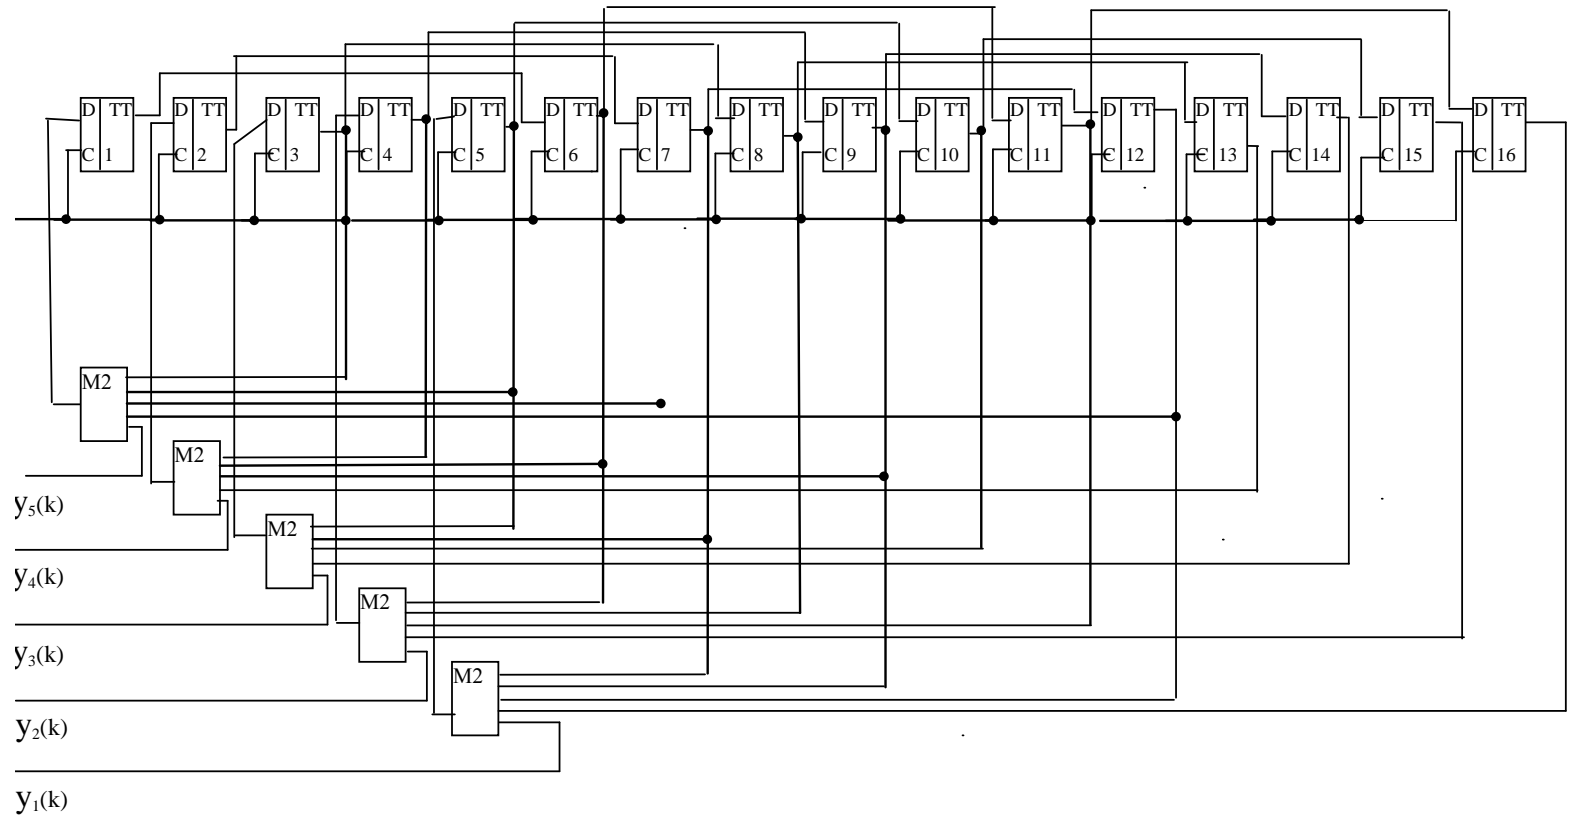 D TT D TT D TT D TT D TT D TT D TT D TT D TT D TT D TT D TT D TT D TT D TT D TT
C 1 C 2 C 3 C 4 C 5 C 6 C 7 C 8 C 9 C 10 C 11 C 12 C 13 C 14 C 15 C 16
M2
M2
y₅(k)
M2
y₄(k)
M2
y₃(k)
M2
y₂(k)
y₁(k)